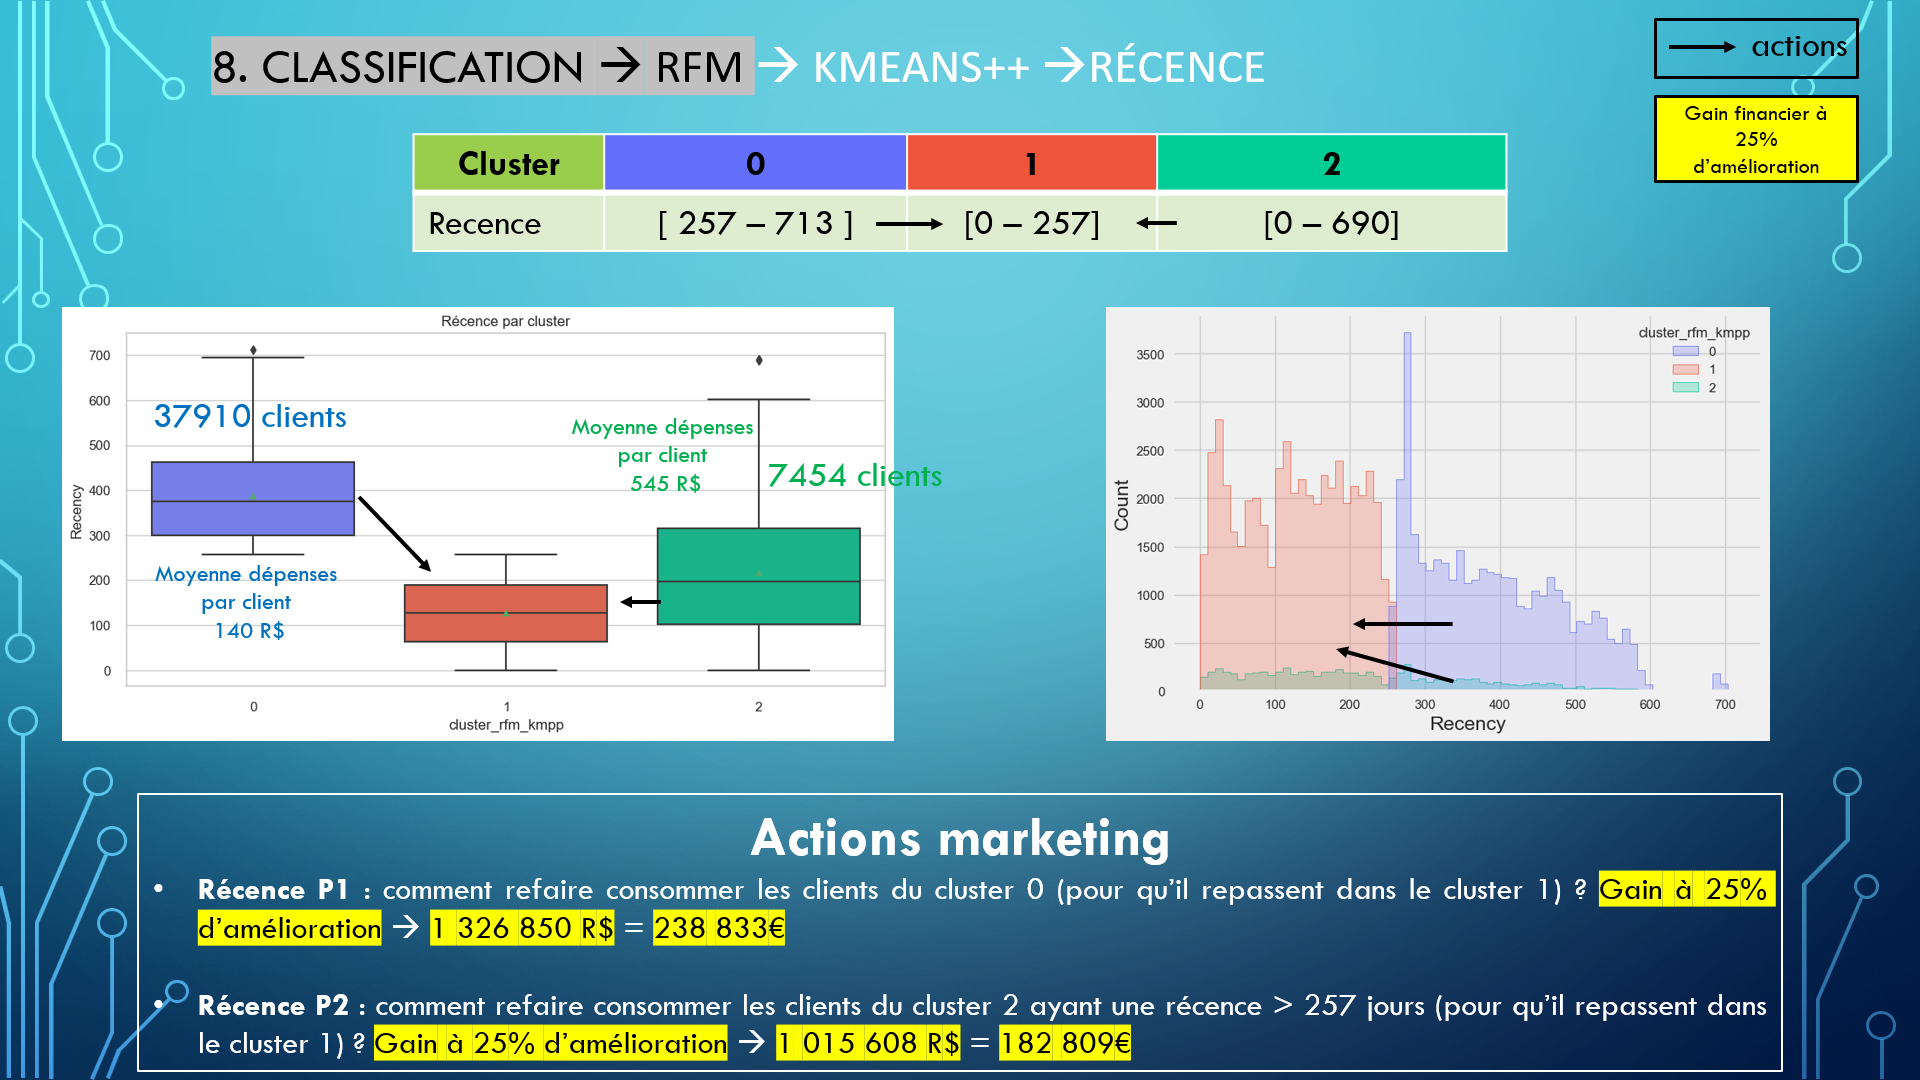 8. CLASSIFICATION → RFM → KMEANS++ →RÉCENCE
actions
Gain financier à
25%
d'amélioration
Cluster 0 1 2
Recence [ 257 – 713 ] [0 – 257] [0 – 690]
Récence par cluster
Recency
700
600
500
400
300
200
100
0
37910 clients
Moyenne dépenses
par client
140 R$
Moyenne dépenses
par client
545 R$
7454 clients
0 1 2
cluster_rfm_kmpp
cluster_rfm_kmpp
0
1
2
Count
3500
3000
2500
2000
1500
1000
500
0
0 100 200 300 400 500 600 700
Recency
Actions marketing
• Récence P1 : comment refaire consommer les clients du cluster 0 (pour qu'il repassent dans le cluster 1) ? Gain à 25%
d'amélioration → 1 326 850 R$ = 238 833€
• Récence P2 : comment refaire consommer les clients du cluster 2 ayant une récence > 257 jours (pour qu'il repassent dans
le cluster 1) ? Gain à 25% d'amélioration → 1 015 608 R$ = 182 809€